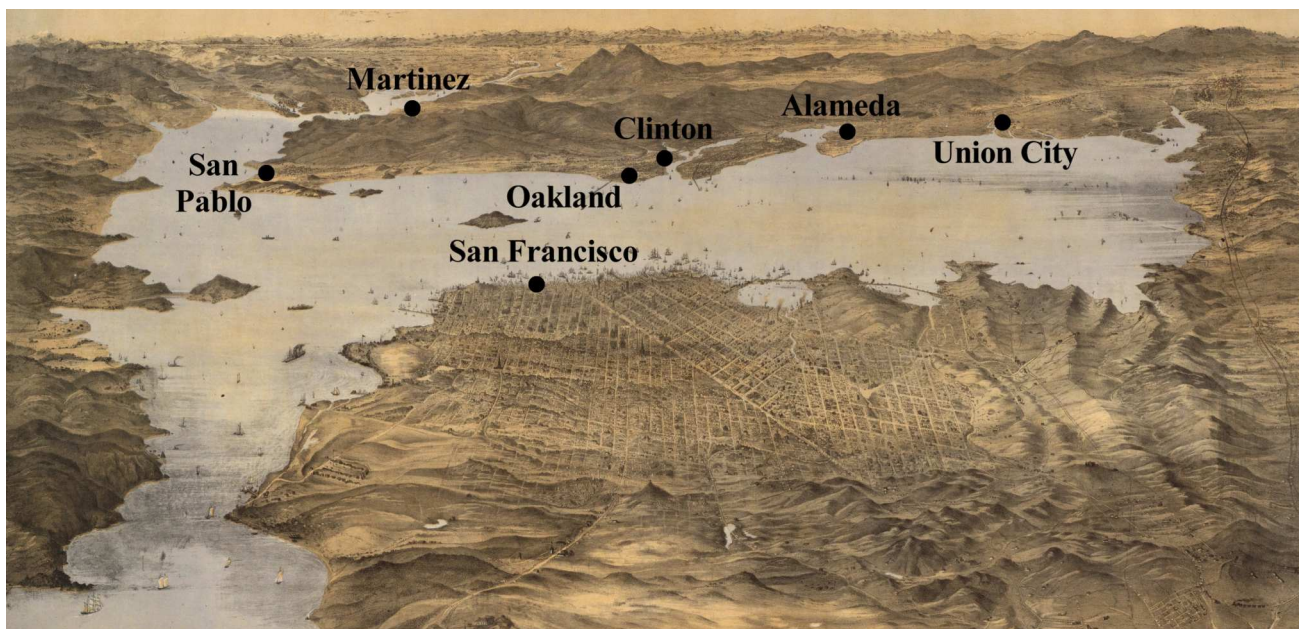 Martinez
Alameda
Clinton
Union City
San
Pablo
Oakland
San Francisco